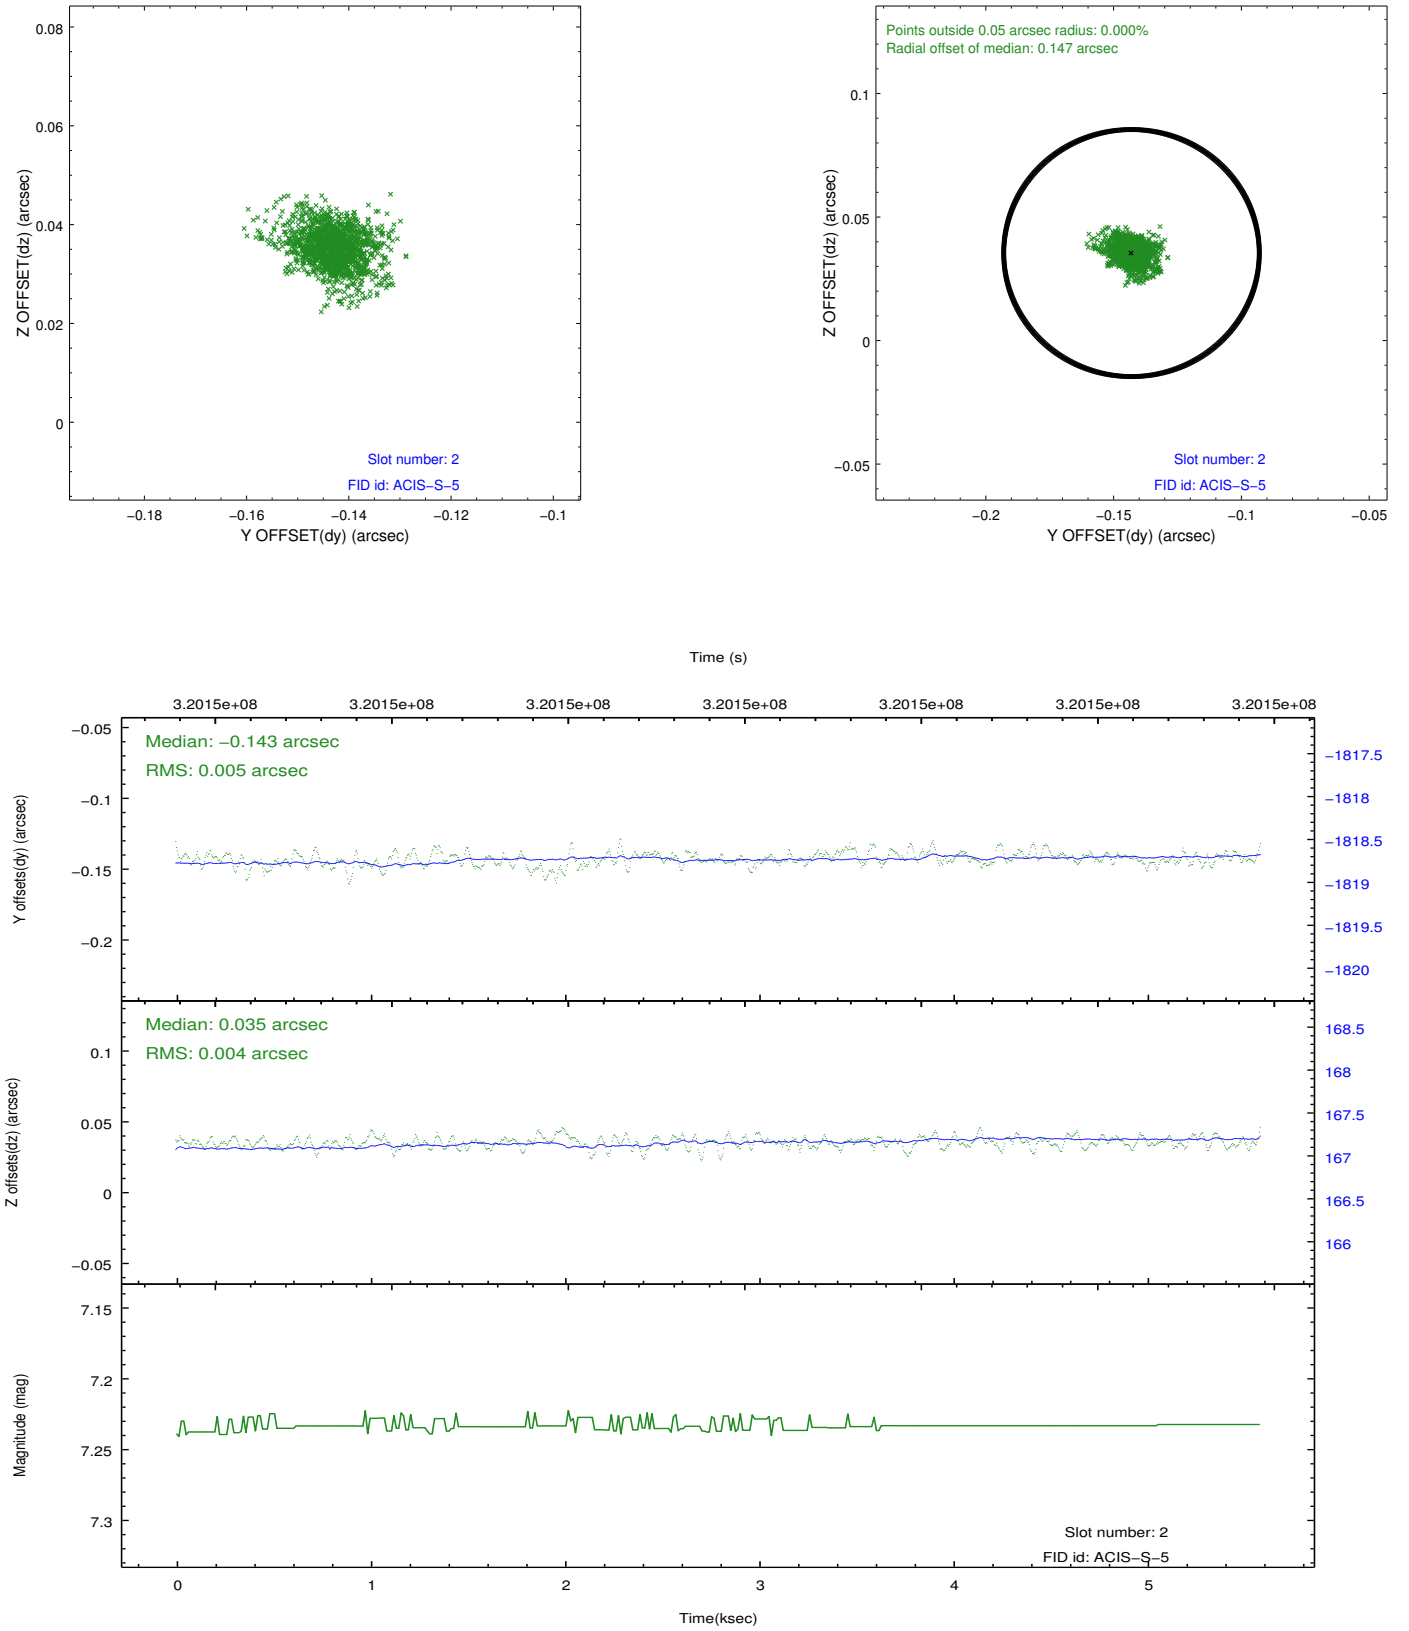 0.08
0.06
0.04
0.02
0
Z OFFSET(dz) (arcsec)
Slot number: 2
FID id: ACIS−S−5
−0.18 −0.16 −0.14 −0.12 −0.1
Y OFFSET(dy) (arcsec)
Points outside 0.05 arcsec radius: 0.000%
Radial offset of median: 0.147 arcsec
0.1
0.05
0
−0.05
Z OFFSET(dz) (arcsec)
Slot number: 2
FID id: ACIS−S−5
−0.2 −0.15 −0.1 −0.05
Y OFFSET(dy) (arcsec)
Time (s)
3.2015e+08 3.2015e+08 3.2015e+08 3.2015e+08 3.2015e+08 3.2015e+08 3.2015e+08
Median: −0.143 arcsec
RMS: 0.005 arcsec
−0.05
−0.1
−0.15
−0.2
Y offsets(dy) (arcsec)
−1817.5
−1818
−1818.5
−1819
−1819.5
−1820
Median: 0.035 arcsec
RMS: 0.004 arcsec
0.1
0.05
0
−0.05
Z offsets(dz) (arcsec)
168.5
168
167.5
167
166.5
166
7.15
7.2
7.25
7.3
Magnitude (mag)
Slot number: 2
FID id: ACIS−S−5
0 1 2 3 4 5
Time(ksec)